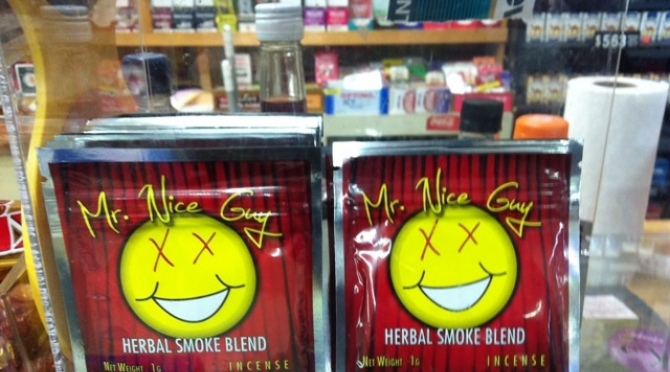 Mr. Nice Guy
HERBAL SMOKE BLEND
NET WEIGHT 1g INCENSE
Mr. Nice Guy
HERBAL SMOKE BLEND
NET WEIGHT 1g INCENSE